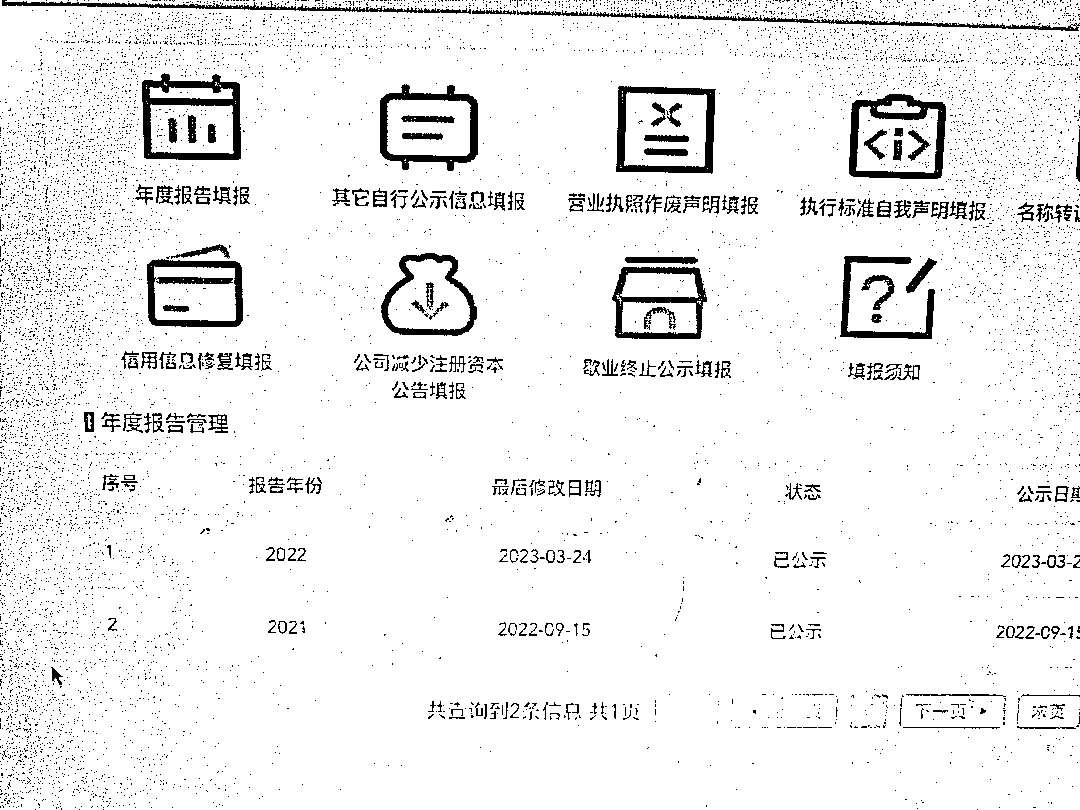 年度报告填报
其它自行公示信息填报
营业执照作废声明填报
执行标准自我声明填报
名称转让
信用信息修复填报
公司减少注册资本
公告填报
歇业终止公示填报
填报须知
年度报告管理
序号 报告年份 最后修改日期 状态 公示日期
1 2022 2023-03-24 已公示 2023-03-2
2 2021 2022-09-15 已公示 2022-09-15
共查询到2条信息 共1页
下一页 末页